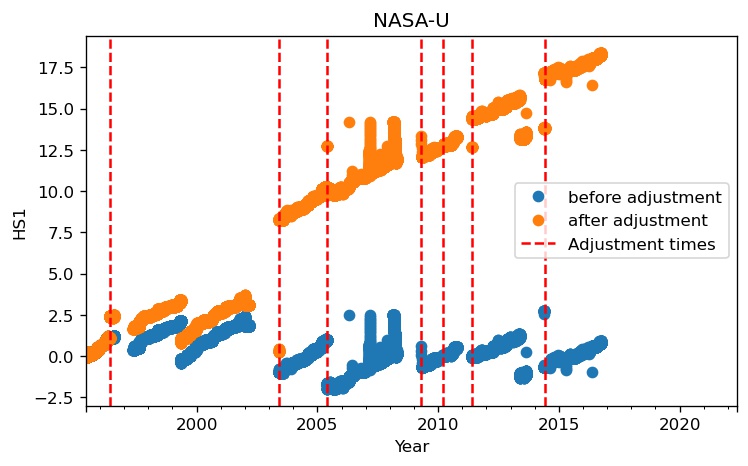 NASA-U
HS1
17.5
15.0
12.5
10.0
7.5
5.0
2.5
0.0
−2.5
before adjustment
after adjustment
Adjustment times
2000 2005 2010 2015 2020
Year